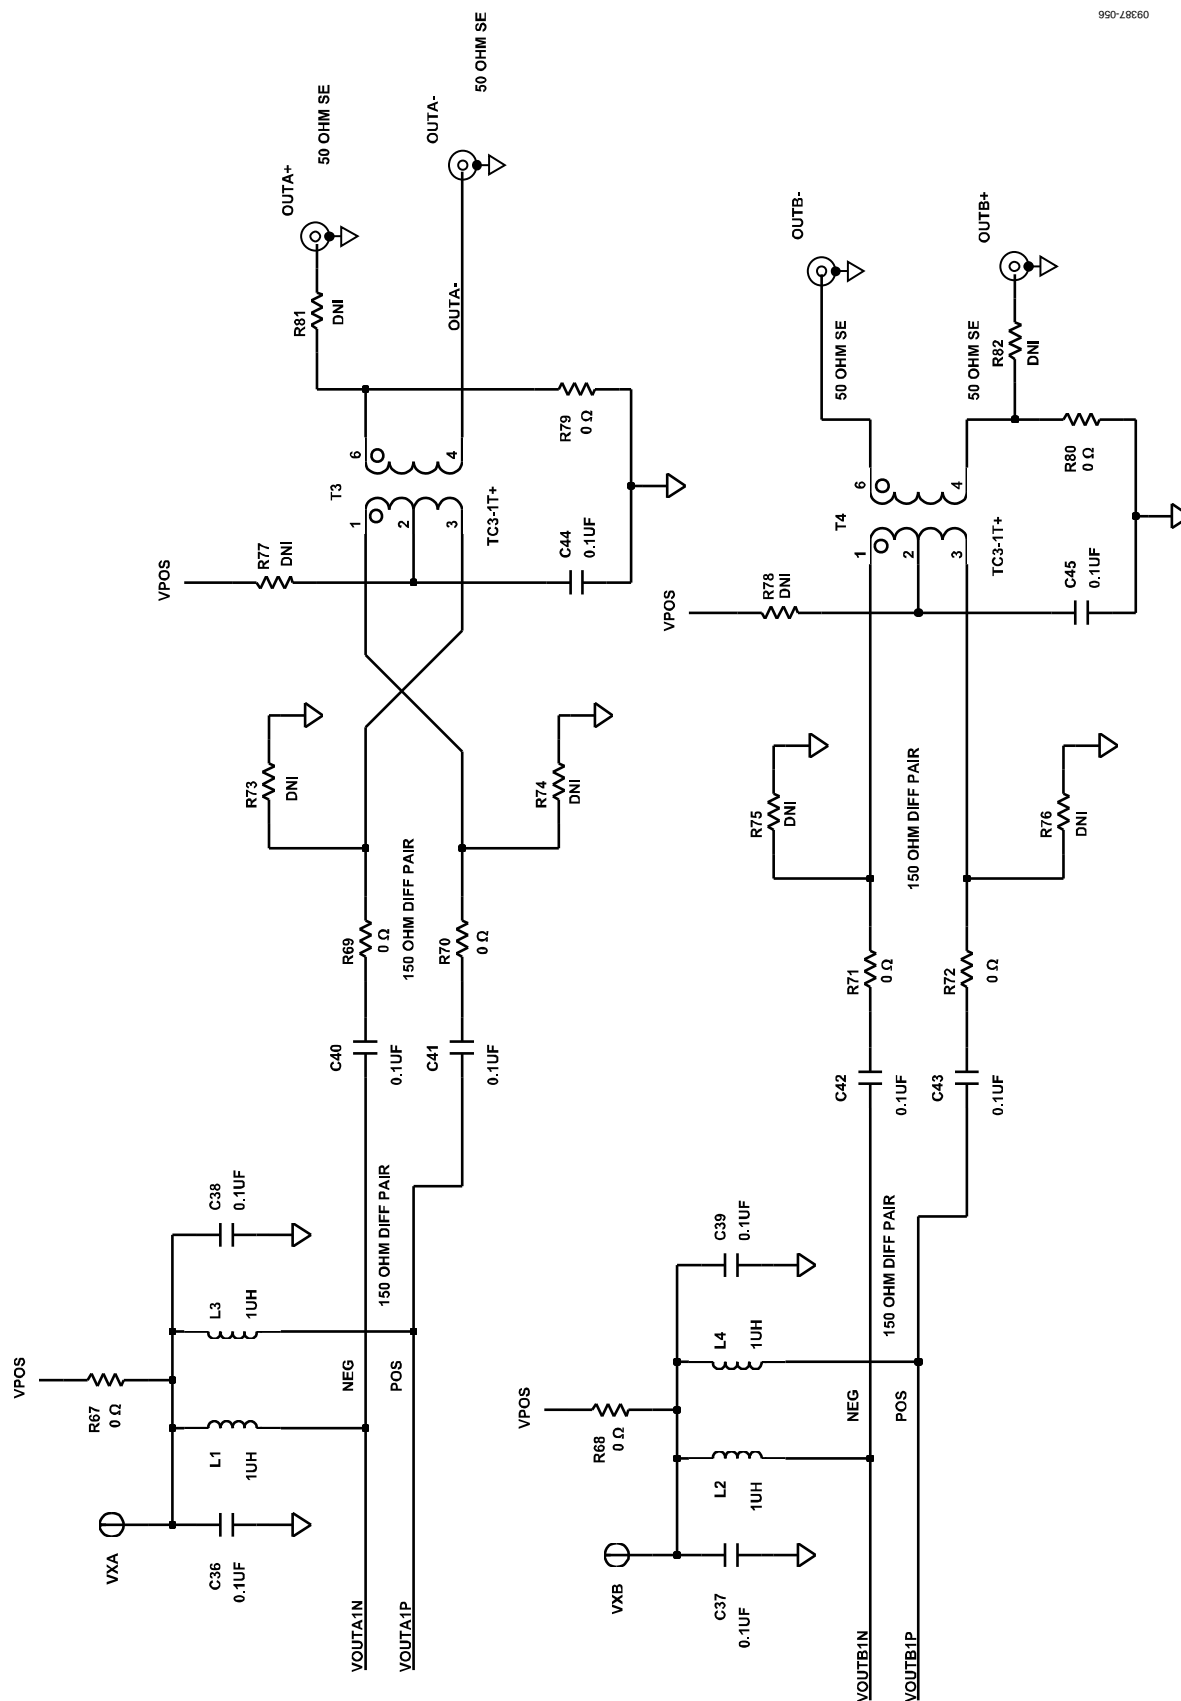 09387-056
VXA
C36
0.1UF
VOUTA1N
VOUTA1P
VPOS
R67
0 Ω
L1
1UH
L3
1UH
C38
0.1UF
NEG
POS
150 OHM DIFF PAIR
C40
0.1UF
C41
0.1UF
R69
0 Ω
R70
0 Ω
150 OHM DIFF PAIR
R73
DNI
R74
DNI
VPOS
R77
DNI
C44
0.1UF
T3
1
2
3
6
4
TC3-1T+
R79
0 Ω
R81
DNI
OUTA+
50 OHM SE
OUTA-
OUTA-
50 OHM SE
VXB
C37
0.1UF
VOUTB1N
VOUTB1P
VPOS
R68
0 Ω
L2
1UH
L4
1UH
C39
0.1UF
NEG
POS
150 OHM DIFF PAIR
C42
0.1UF
C43
0.1UF
R71
0 Ω
R72
0 Ω
150 OHM DIFF PAIR
R75
DNI
R76
DNI
VPOS
R78
DNI
C45
0.1UF
T4
1
2
3
6
4
TC3-1T+
R80
0 Ω
R82
DNI
50 OHM SE
OUTB-
50 OHM SE
OUTB+